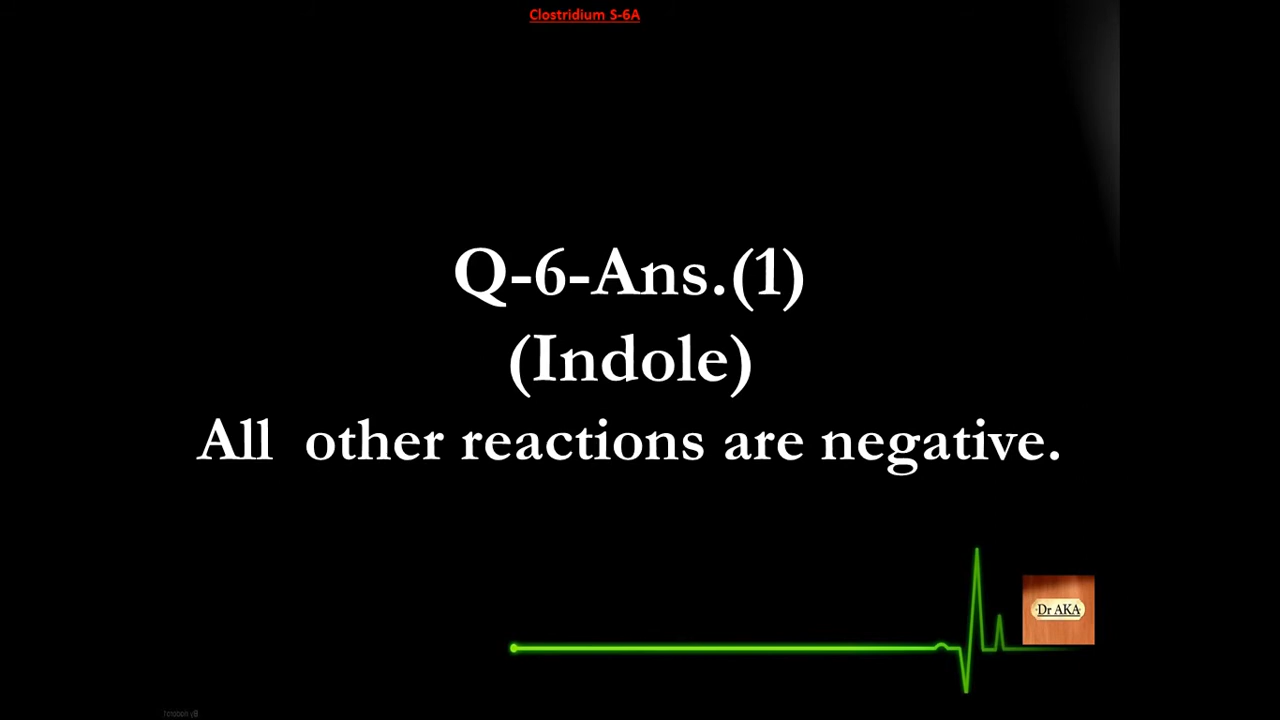 Clostridium S-6A
Q-6-Ans.(1)
(Indole)
All other reactions are negative.
Dr AKA